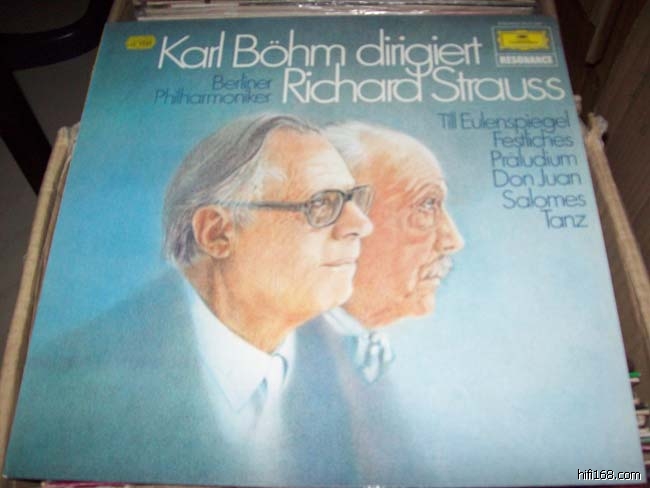 Karl Böhm dirigiert
Richard Strauss
Berliner
Philharmoniker
RESONANCE
Till Eulenspiegel
Festliches
Präludium
Don Juan
Salomes
Tanz
hifi168.com